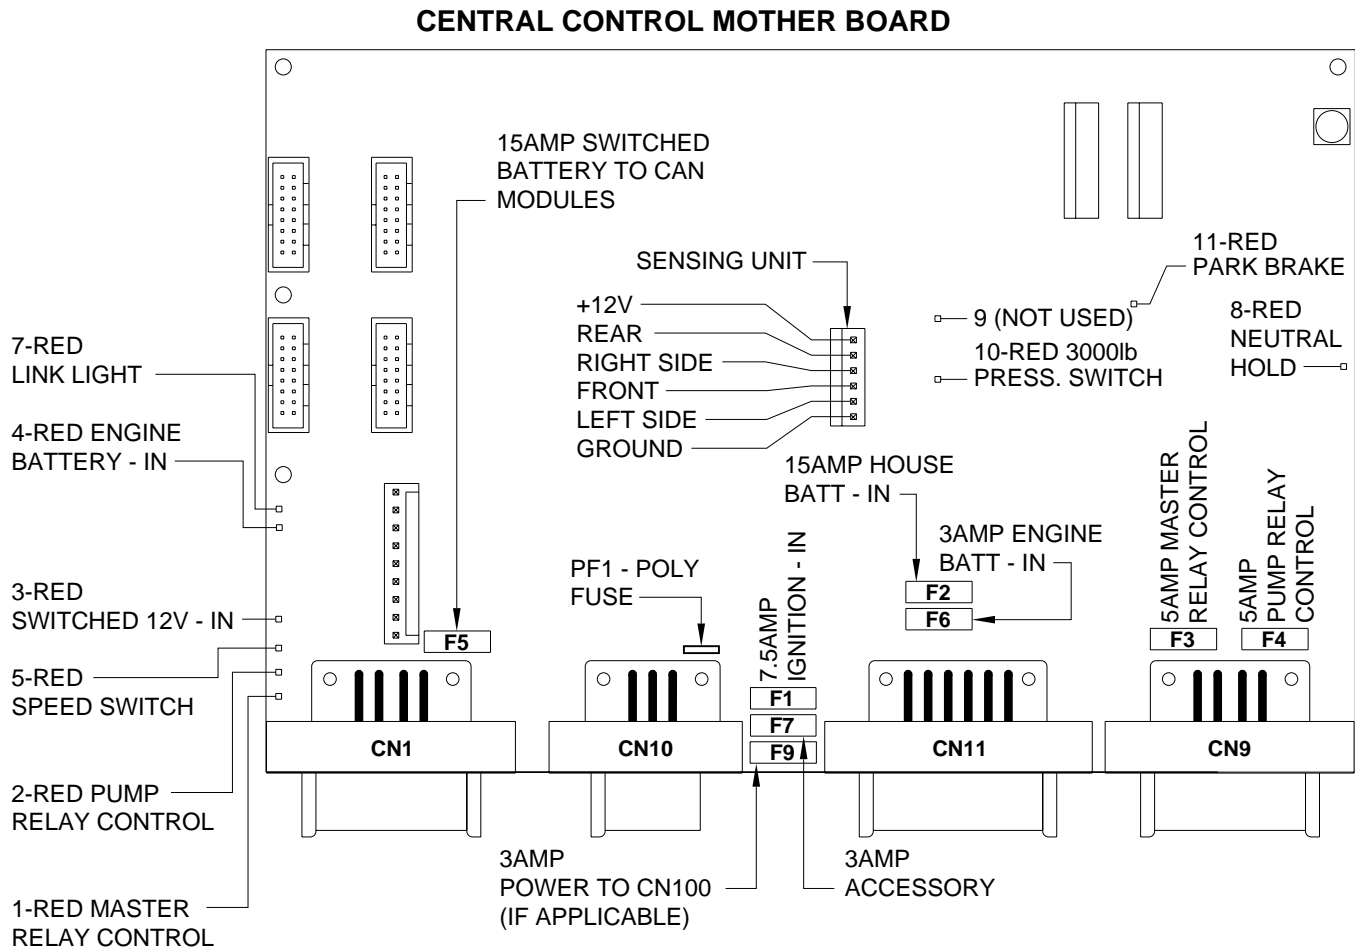 CENTRAL CONTROL MOTHER BOARD
15AMP SWITCHED
BATTERY TO CAN
MODULES
SENSING UNIT
+12V
REAR
RIGHT SIDE
FRONT
LEFT SIDE
GROUND
11-RED
PARK BRAKE
9 (NOT USED)
10-RED 3000lb
PRESS. SWITCH
8-RED
NEUTRAL
HOLD
7-RED
LINK LIGHT
4-RED ENGINE
BATTERY - IN
3-RED
SWITCHED 12V - IN
5-RED
SPEED SWITCH
2-RED PUMP
RELAY CONTROL
1-RED MASTER
RELAY CONTROL
15AMP HOUSE
BATT - IN
3AMP ENGINE
BATT - IN
5AMP MASTER
RELAY CONTROL
5AMP
PUMP RELAY
CONTROL
PF1 - POLY
FUSE
7.5AMP
IGNITION - IN
F2
F6
F5
F3
F4
F1
F7
F9
CN1
CN10
CN11
CN9
3AMP
POWER TO CN100
(IF APPLICABLE)
3AMP
ACCESSORY